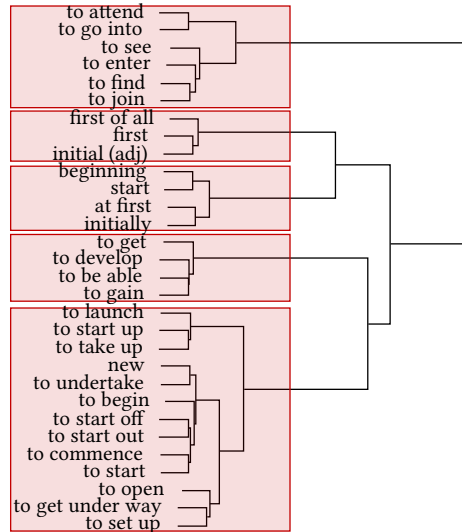 to attend
to go into
to see
to enter
to find
to join
first of all
first
initial (adj)
beginning
start
at first
initially
to get
to develop
to be able
to gain
to launch
to start up
to take up
new
to undertake
to begin
to start off
to start out
to commence
to start
to open
to get under way
to set up